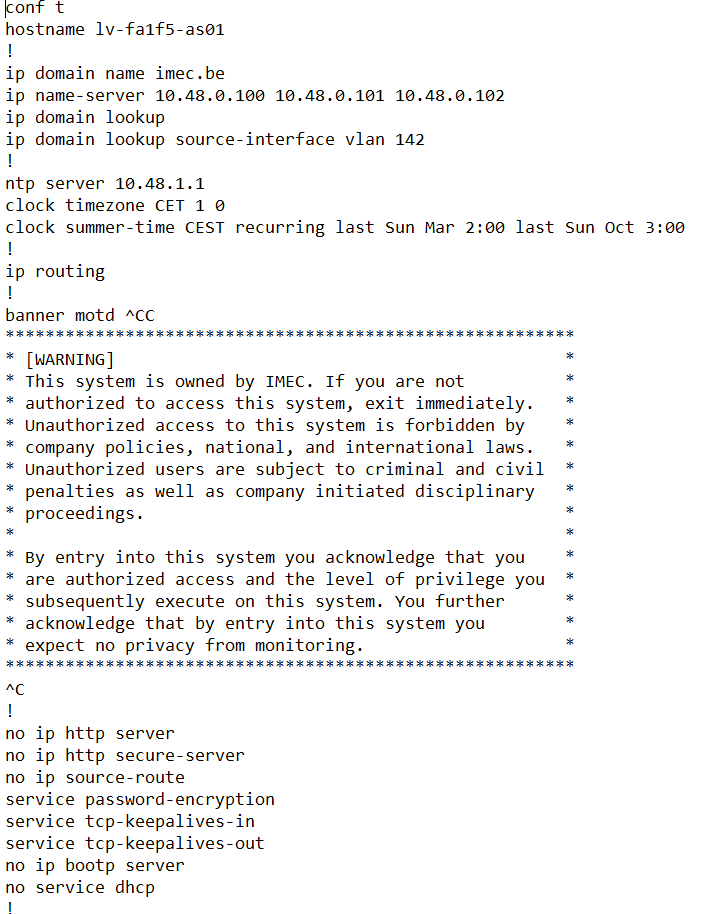 conf t
hostname lv-fa1f5-as01
!
ip domain name imec.be
ip name-server 10.48.0.100 10.48.0.101 10.48.0.102
ip domain lookup
ip domain lookup source-interface vlan 142
!
ntp server 10.48.1.1
clock timezone CET 1 0
clock summer-time CEST recurring last Sun Mar 2:00 last Sun Oct 3:00
!
ip routing
!
banner motd ^CC
*********************************************************
* [WARNING]                                             *
* This system is owned by IMEC. If you are not          *
* authorized to access this system, exit immediately.   *
* Unauthorized access to this system is forbidden by    *
* company policies, national, and international laws.   *
* Unauthorized users are subject to criminal and civil  *
* penalties as well as company initiated disciplinary   *
* proceedings.                                          *
*                                                       *
* By entry into this system you acknowledge that you    *
* are authorized access and the level of privilege you  *
* subsequently execute on this system. You further      *
* acknowledge that by entry into this system you        *
* expect no privacy from monitoring.                    *
*********************************************************
^C
!
no ip http server
no ip http secure-server
no ip source-route
service password-encryption
service tcp-keepalives-in
service tcp-keepalives-out
no ip bootp server
no service dhcp
!